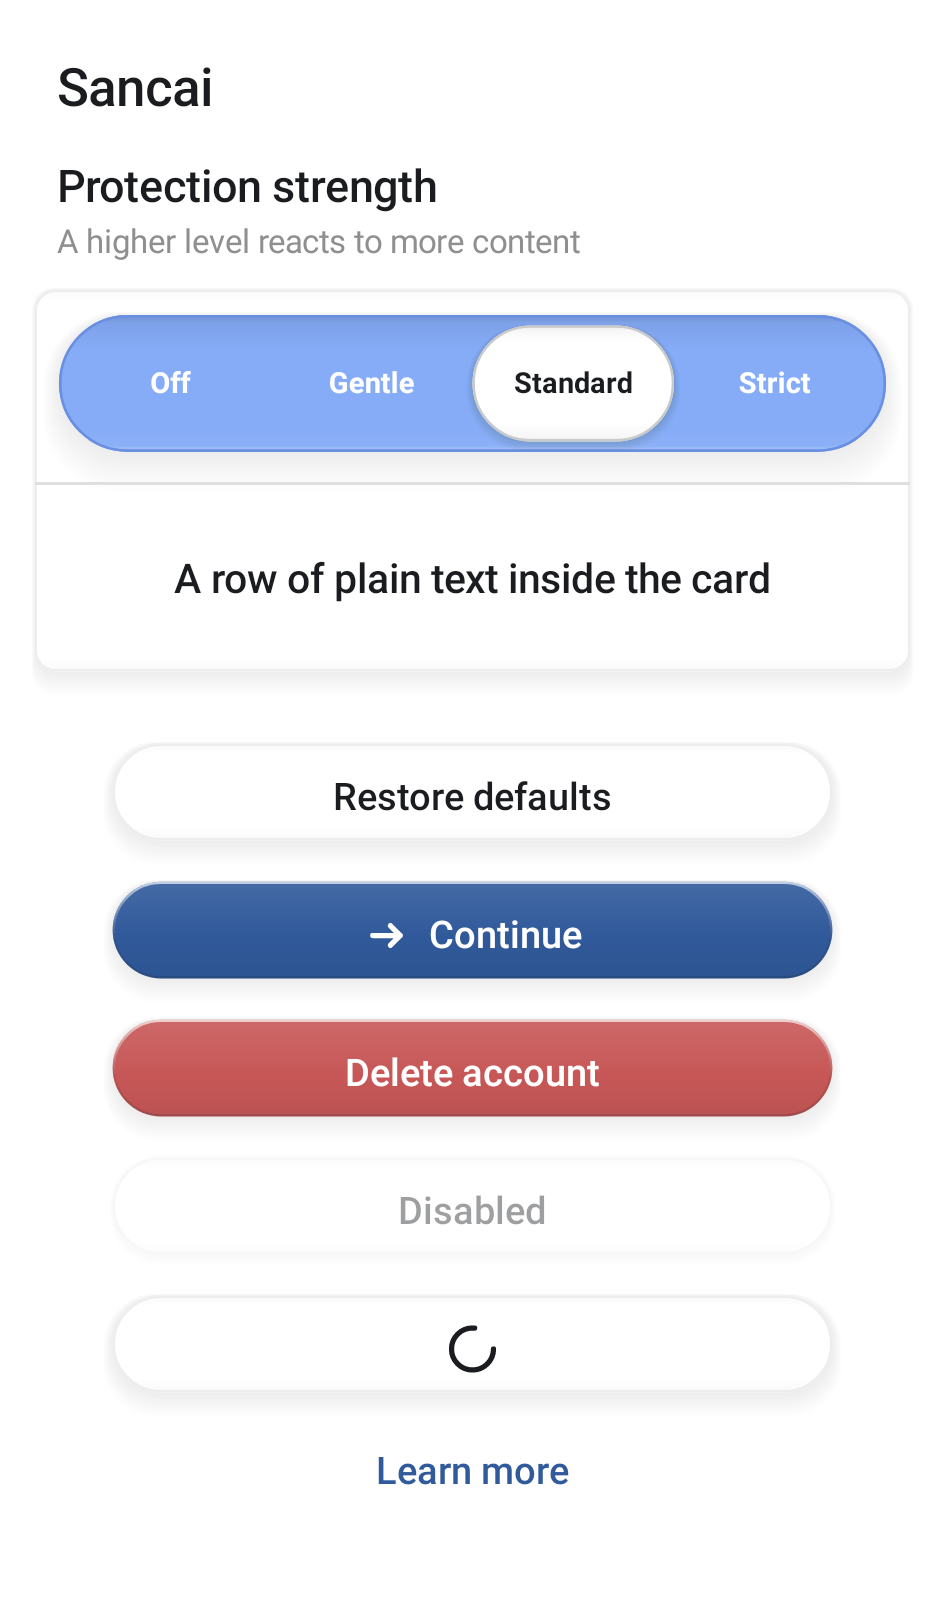 Sancai
Protection strength
A higher level reacts to more content
Off Gentle Standard Strict
A row of plain text inside the card
Restore defaults
Continue
Delete account
Disabled
Learn more